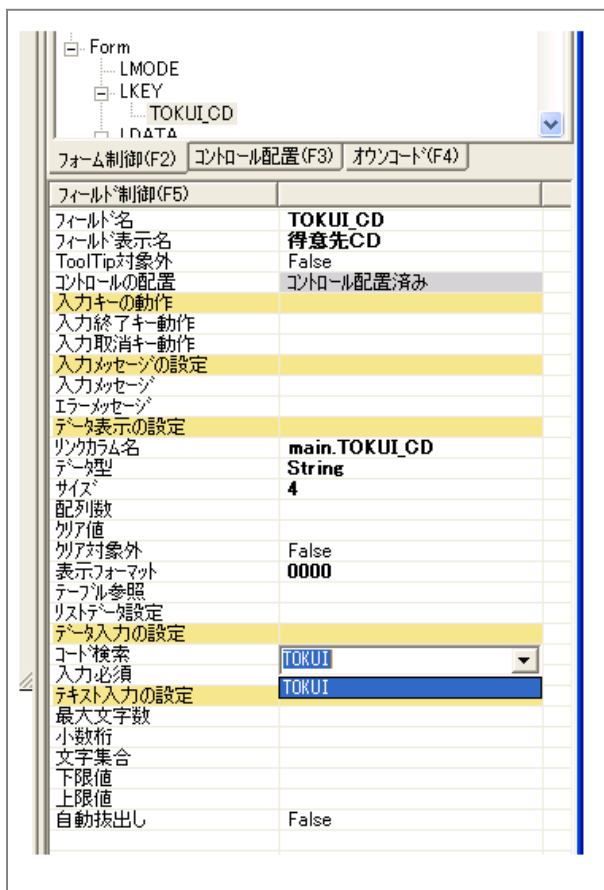 Form
LMODE
LKEY
TOKUI_CD
LDATA
フォーム制御(F2) コントロール配置(F3) オウンコード(F4)
フィールド制御(F5)
フィールド名 TOKUI_CD
フィールド表示名 得意先CD
ToolTip対象外 False
コントロールの配置 コントロール配置済み
入力キーの動作
入力終了キー動作
入力取消キー動作
入力メッセージの設定
入力メッセージ
エラーメッセージ
データ表示の設定
リンクカラム名 main.TOKUI_CD
データ型 String
サイズ 4
配列数
クリア値
クリア対象外 False
表示フォーマット 0000
テーブル参照
リストデータ設定
データ入力の設定
コード検索 TOKUI
入力必須 TOKUI
テキスト入力の設定
最大文字数
小数桁
文字集合
下限値
上限値
自動抜出し False